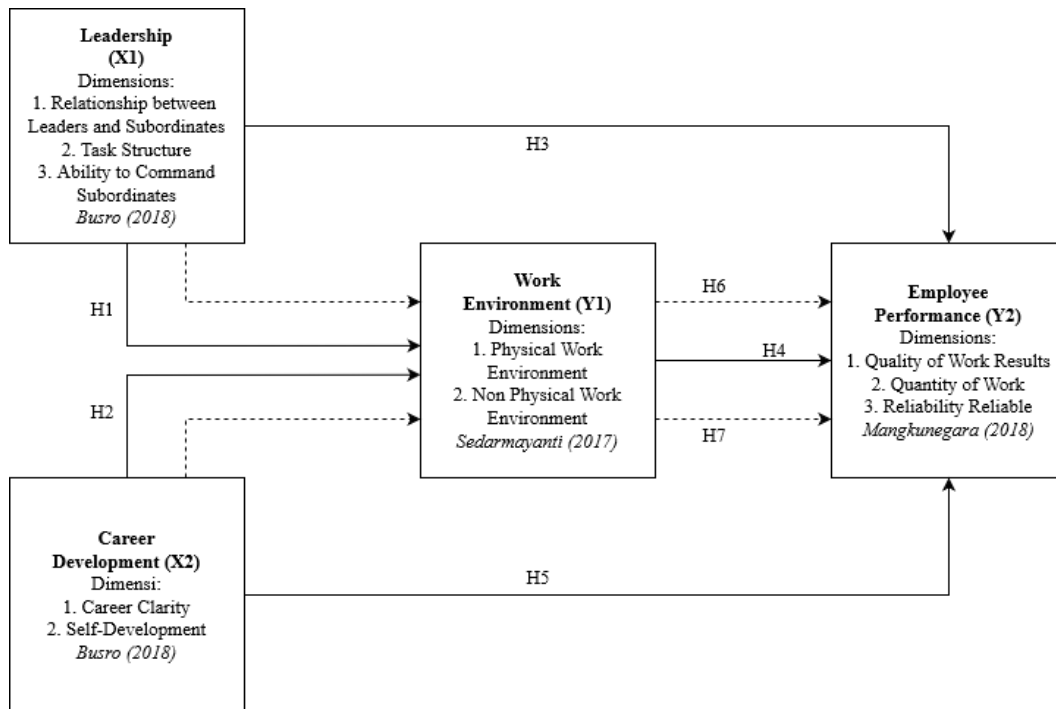 Leadership
(X1)
Dimensions:
1. Relationship between
Leaders and Subordinates
2. Task Structure
3. Ability to Command
Subordinates
Busro (2018)
H3
H1
Work
Environment (Y1)
Dimensions:
1. Physical Work
Environment
2. Non Physical Work
Environment
Sedarmayanti (2017)
H6
H4
H7
Employee
Performance (Y2)
Dimensions:
1. Quality of Work Results
2. Quantity of Work
3. Reliability Reliable
Mangkunegara (2018)
H2
Career
Development (X2)
Dimensi:
1. Career Clarity
2. Self-Development
Busro (2018)
H5